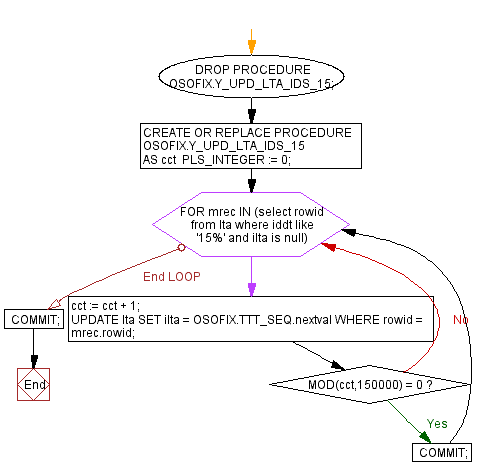 DROP PROCEDURE
OSOFIX.Y_UPD_LTA_IDS_15;
CREATE OR REPLACE PROCEDURE
OSOFIX.Y_UPD_LTA_IDS_15
AS cct PLS_INTEGER := 0;
FOR mrec IN (select rowid
from lta where iddt like
'15%' and ilta is null)
End LOOP
COMMIT;
End
cct := cct + 1;
UPDATE lta SET ilta = OSOFIX.TTT_SEQ.nextval WHERE rowid =
mrec.rowid;
No
MOD(cct,150000) = 0 ?
Yes
COMMIT;